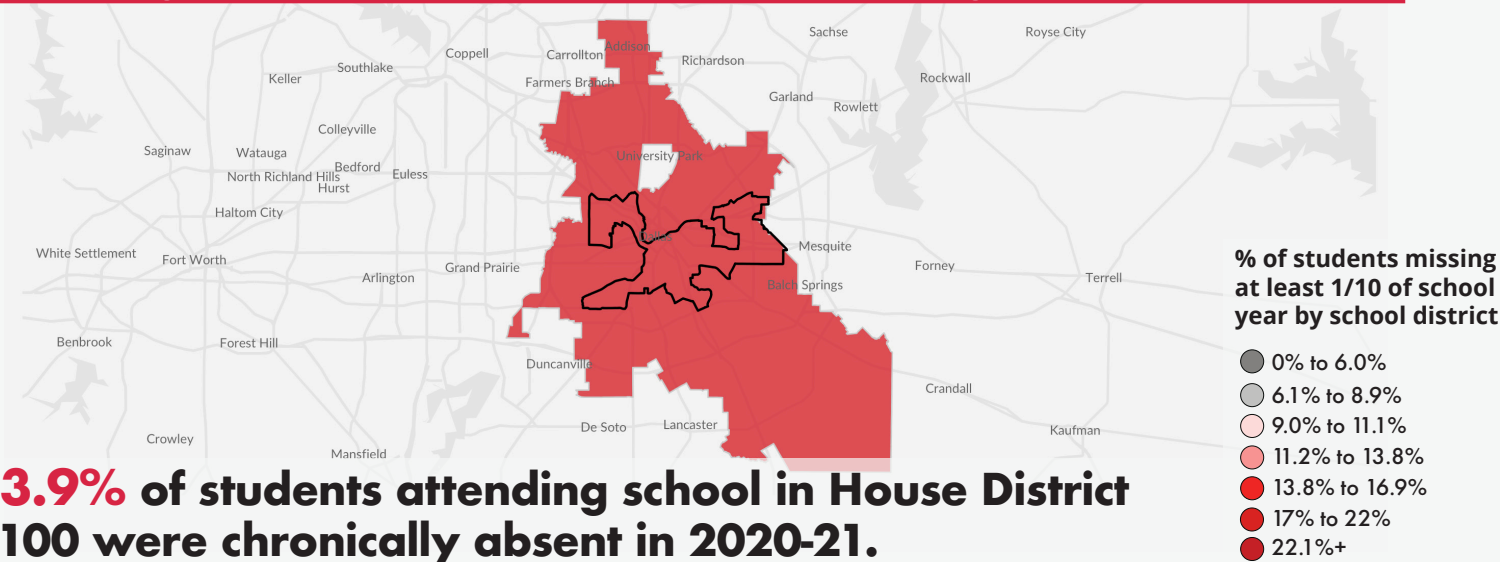 Sachse
Royse City
Addison
Coppell
Carrollton
Richardson
Southlake
Keller
Farmers Branch
Rockwall
Garland
Rowlett
Colleyville
Saginaw
Watauga
University Park
Bedford
North Richland Hills
Euless
Hurst
Haltom City
Dallas
Mesquite
White Settlement
Fort Worth
Grand Prairie
Forney
Arlington
Terrell
Balch Springs
Benbrook
Forest Hill
Duncanville
Crandall
De Soto
Lancaster
Kaufman
Crowley
Mansfield
% of students missing
at least 1/10 of school
year by school district
0% to 6.0%
6.1% to 8.9%
9.0% to 11.1%
11.2% to 13.8%
13.8% to 16.9%
17% to 22%
22.1%+
3.9% of students attending school in House District
100 were chronically absent in 2020-21.